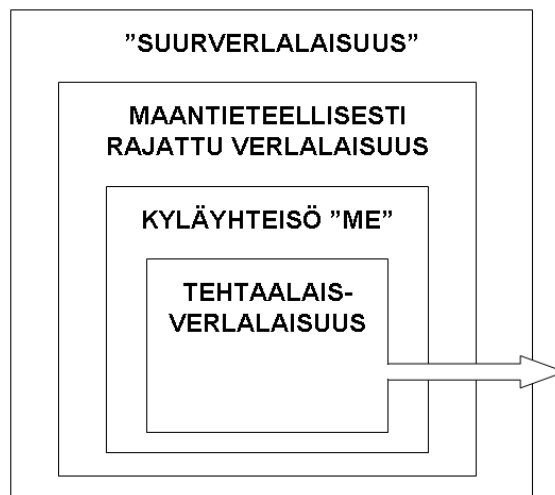 ”SUURVERLALAISUUS”
MAANTIETEELLISESTI
RAJATTU VERLALAISUUS
KYLÄYHTEISÖ ”ME”
TEHTAALAIS-
VERLALAISUUS